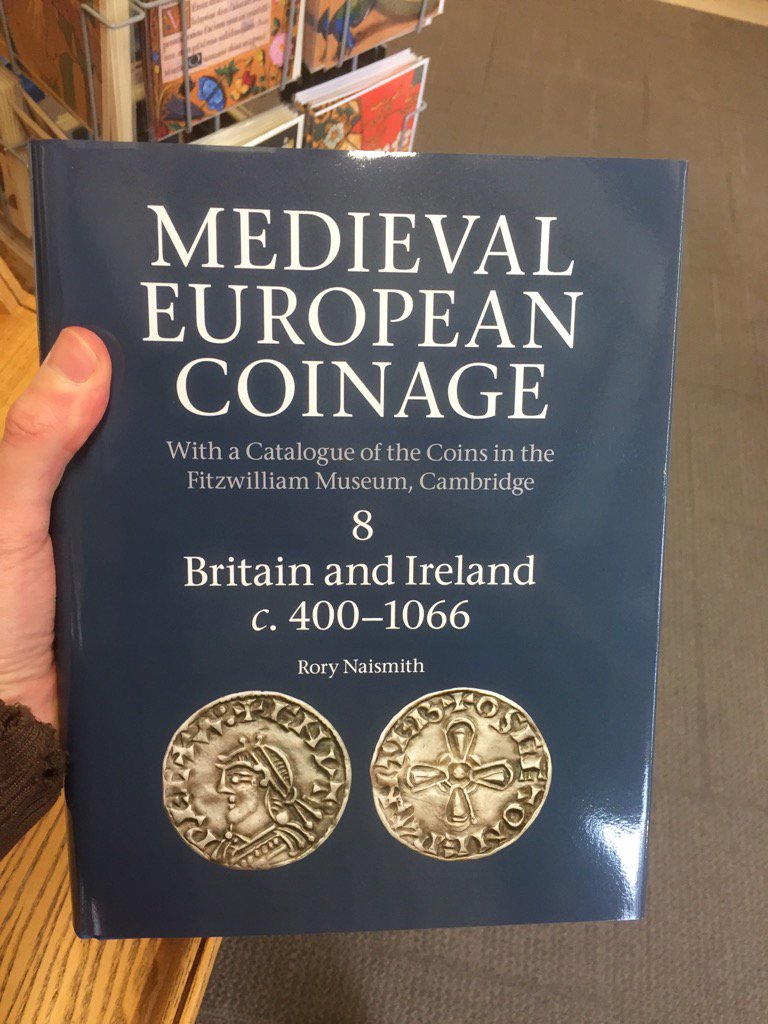 MEDIEVAL
EUROPEAN
COINAGE
With a Catalogue of the Coins in the
Fitzwilliam Museum, Cambridge
8
Britain and Ireland
c. 400–1066
Rory Naismith